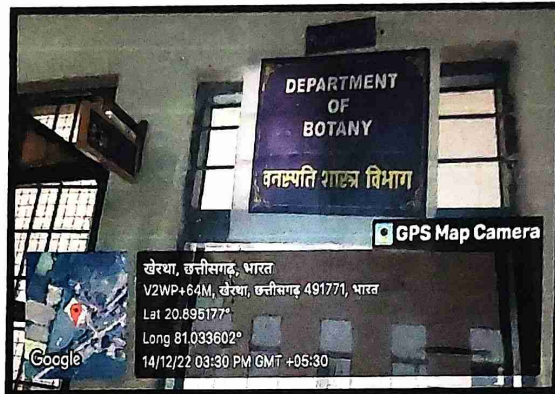 DEPARTMENT
OF
BOTANY
वनस्पति शास्त्र विभाग
GPS Map Camera
खेरथा, छत्तीसगढ़, भारत
V2WP+64M, खेरथा, छत्तीसगढ़ 491771, भारत
Lat 20.895177°
Long 81.033602°
14/12/22 03:30 PM GMT +05:30
Google